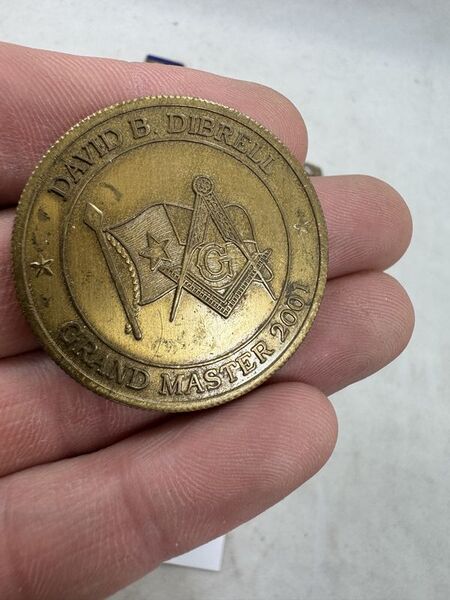 DAVID B. DIBRELL
G
GRAND MASTER 2001